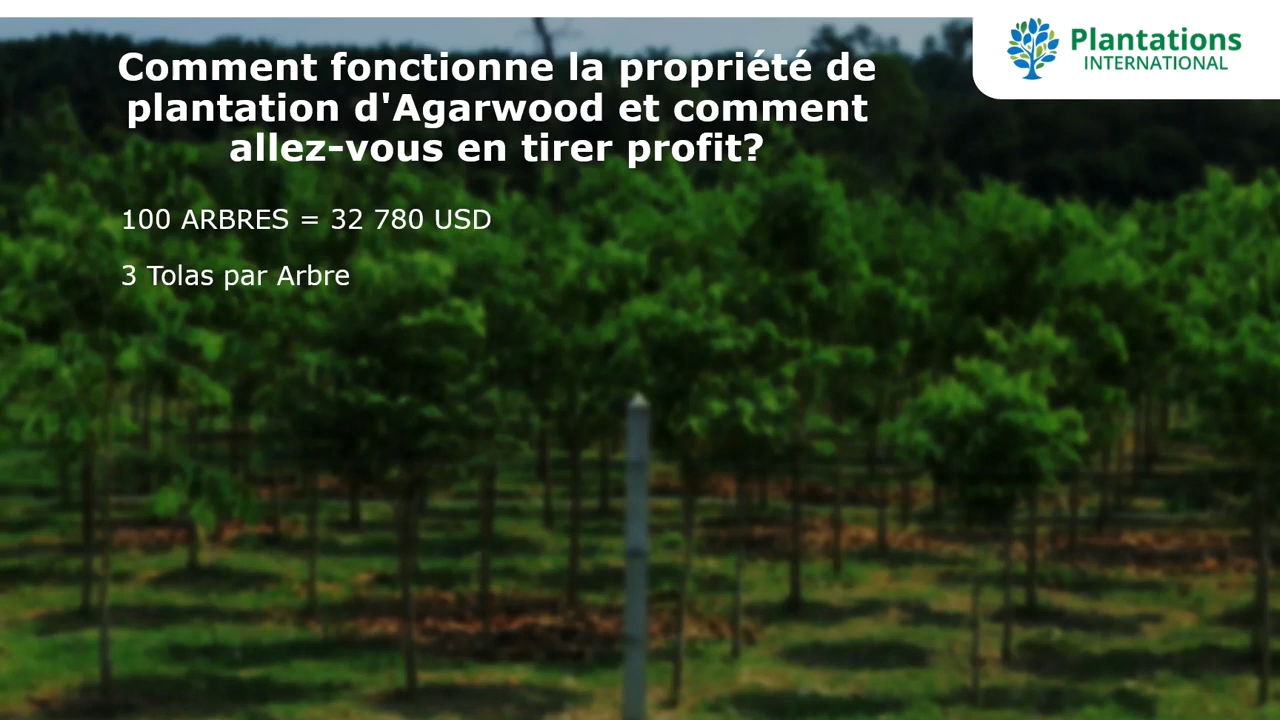 Plantations
INTERNATIONAL
Comment fonctionne la propriété de
plantation d'Agarwood et comment
allez-vous en tirer profit?
100 ARBRES = 32 780 USD
3 Tolas par Arbre